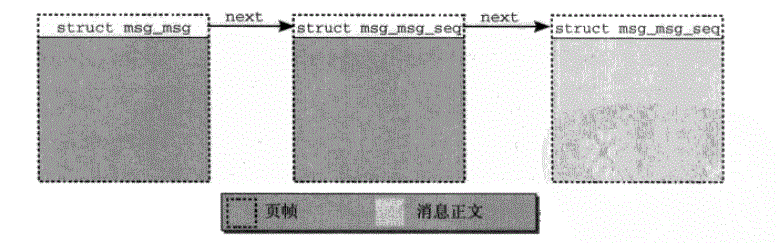 next next
struct msg_msg struct msg_msg_seq struct msg_msg_seq
页帧 消息正文